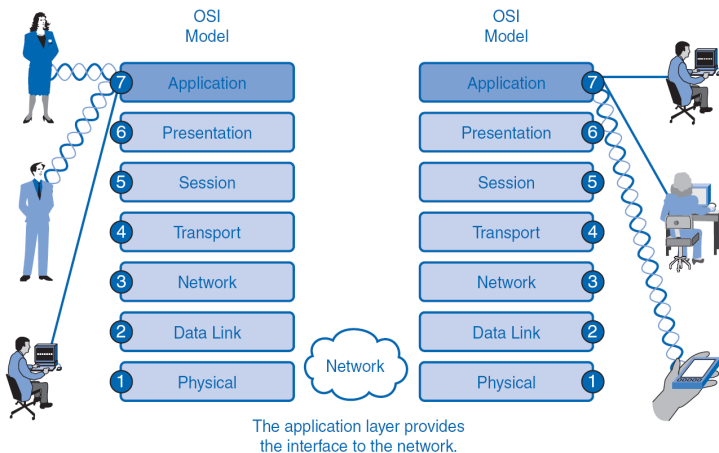 OSI
Model
7 Application
6 Presentation
5 Session
4 Transport
3 Network
2 Data Link
1 Physical
OSI
Model
Application 7
Presentation 6
Session 5
Transport 4
Network 3
Data Link 2
Physical 1
Network
The application layer provides
the interface to the network.